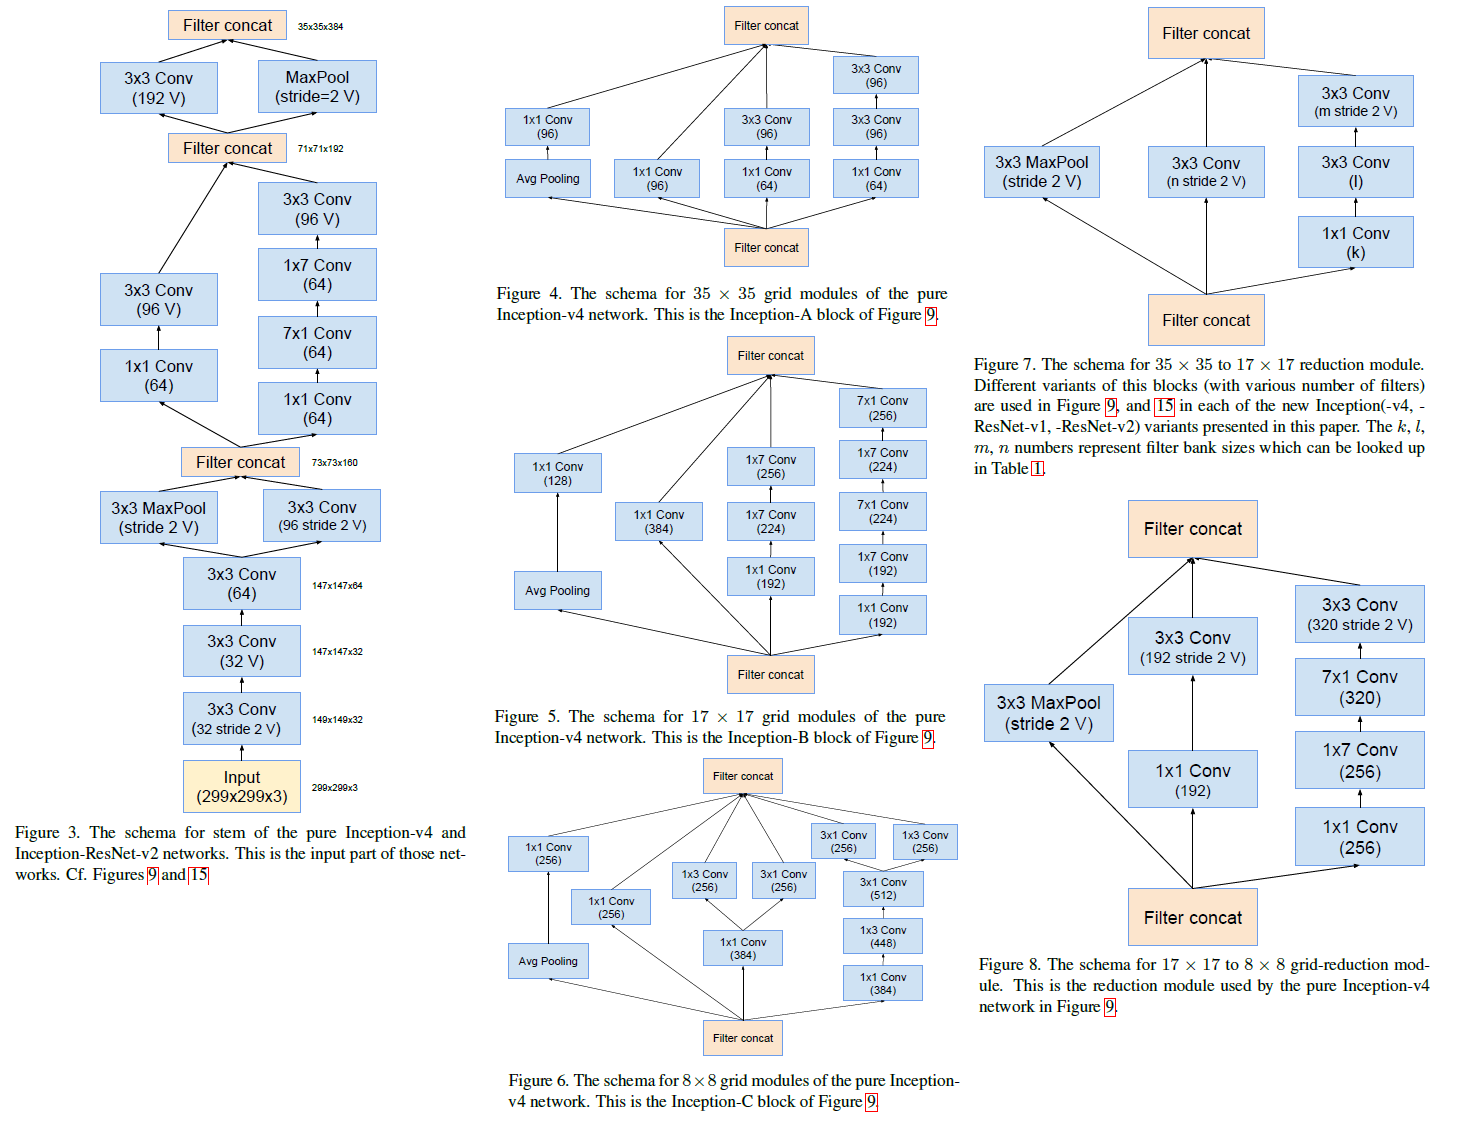 Filter concat
35x35x384
3x3 Conv
(192 V)
MaxPool
(stride=2 V)
Filter concat
71x71x192
3x3 Conv
(96 V)
1x7 Conv
(64)
3x3 Conv
(96 V)
7x1 Conv
(64)
1x1 Conv
(64)
1x1 Conv
(64)
Filter concat
73x73x160
3x3 MaxPool
(stride 2 V)
3x3 Conv
(96 stride 2 V)
3x3 Conv
(64)
147x147x64
3x3 Conv
(32 V)
147x147x32
3x3 Conv
(32 stride 2 V)
149x149x32
Input
(299x299x3)
299x299x3
Figure 3. The schema for stem of the pure Inception-v4 and
Inception-ResNet-v2 networks. This is the input part of those net-
works. Cf. Figures 9 and 15
Filter concat
3x3 Conv
(96)
1x1 Conv
(96)
3x3 Conv
(96)
3x3 Conv
(96)
Avg Pooling
1x1 Conv
(96)
1x1 Conv
(64)
1x1 Conv
(64)
Filter concat
Figure 4. The schema for 35 × 35 grid modules of the pure
Inception-v4 network. This is the Inception-A block of Figure 9.
Filter concat
7x1 Conv
(256)
1x1 Conv
(128)
1x7 Conv
(256)
1x7 Conv
(224)
1x1 Conv
(384)
1x7 Conv
(224)
7x1 Conv
(224)
1x7 Conv
(192)
Avg Pooling
1x1 Conv
(192)
1x1 Conv
(192)
Filter concat
Figure 5. The schema for 17 × 17 grid modules of the pure
Inception-v4 network. This is the Inception-B block of Figure 9.
Filter concat
1x1 Conv
(256)
3x1 Conv
(256)
1x3 Conv
(256)
1x3 Conv
(256)
3x1 Conv
(256)
3x1 Conv
(512)
1x1 Conv
(256)
1x1 Conv
(384)
1x3 Conv
(448)
Avg Pooling
1x1 Conv
(384)
Filter concat
Figure 6. The schema for 8×8 grid modules of the pure Inception-
v4 network. This is the Inception-C block of Figure 9.
Filter concat
3x3 Conv
(m stride 2 V)
3x3 MaxPool
(stride 2 V)
3x3 Conv
(n stride 2 V)
3x3 Conv
(l)
1x1 Conv
(k)
Filter concat
Figure 7. The schema for 35 × 35 to 17 × 17 reduction module.
Different variants of this blocks (with various number of filters)
are used in Figure 9, and 15 in each of the new Inception(-v4, -
ResNet-v1, -ResNet-v2) variants presented in this paper. The k, l,
m, n numbers represent filter bank sizes which can be looked up
in Table 1.
Filter concat
3x3 Conv
(320 stride 2 V)
3x3 Conv
(192 stride 2 V)
3x3 MaxPool
(stride 2 V)
7x1 Conv
(320)
1x1 Conv
(192)
1x7 Conv
(256)
1x1 Conv
(256)
Filter concat
Figure 8. The schema for 17 × 17 to 8 × 8 grid-reduction mod-
ule. This is the reduction module used by the pure Inception-v4
network in Figure 9.